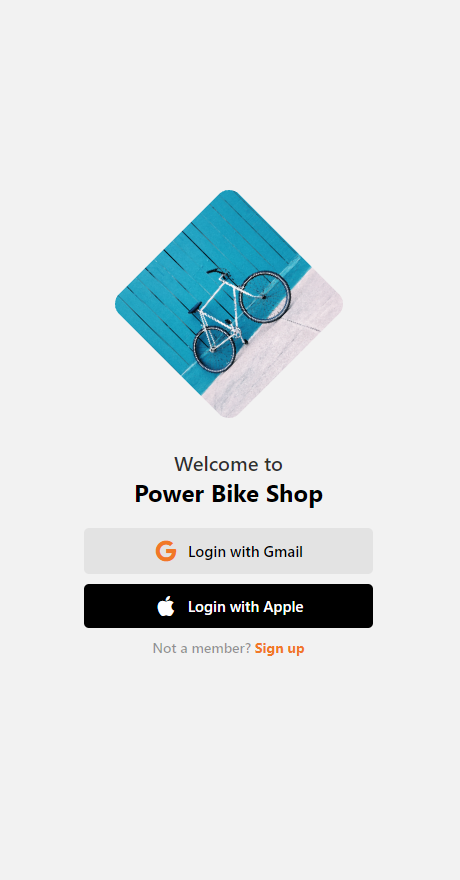 Welcome to
Power Bike Shop
Login with Gmail
Login with Apple
Not a member? Sign up